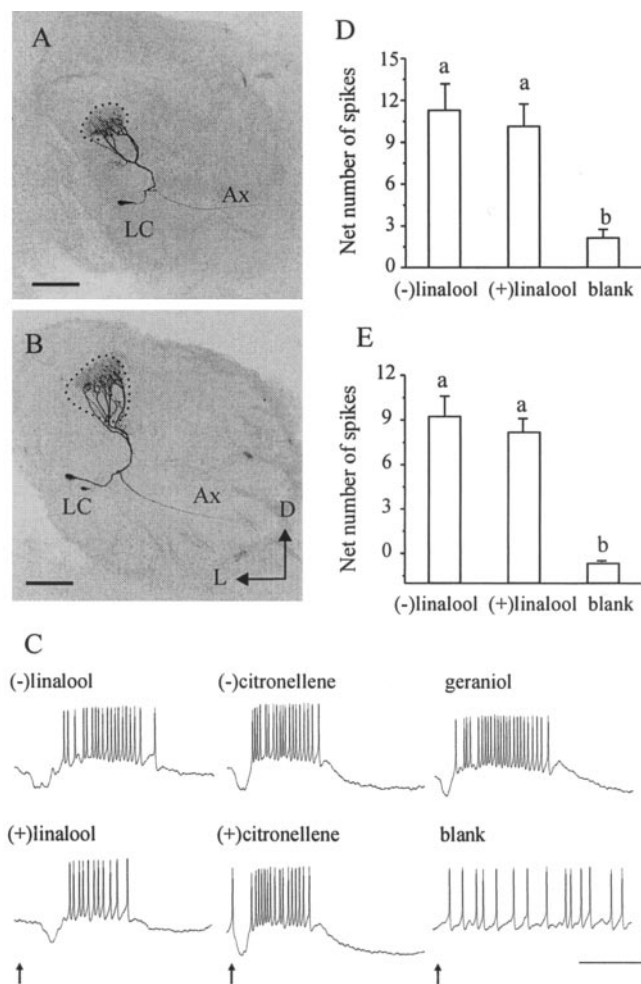 A
LC
Ax
B
LC
Ax
D
L
C
(-)linalool
(-)citronellene
geraniol
(+)linalool
(+)citronellene
blank
D
Net number of spikes
15
12
9
6
3
0
a
a
b
(-)linalool (+)linalool blank
E
Net number of spikes
12
9
6
3
0
a
a
b
(-)linalool (+)linalool blank